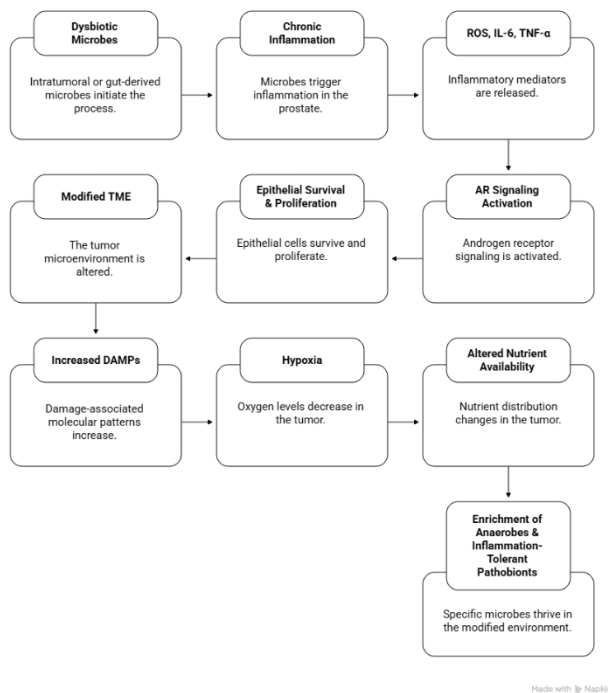 Dysbiotic
Microbes
Intratumoral or gut-derived
microbes initiate the
process.
Chronic
Inflammation
Microbes trigger
inflammation in the
prostate.
ROS, IL-6, TNF-α
Inflammatory mediators
are released.
AR Signaling
Activation
Androgen receptor
signaling is activated.
Epithelial Survival
& Proliferation
Epithelial cells survive and
proliferate.
Modified TME
The tumor
microenvironment is
altered.
Increased DAMPs
Damage-associated
molecular patterns
increase.
Hypoxia
Oxygen levels decrease in
the tumor.
Altered Nutrient
Availability
Nutrient distribution
changes in the tumor.
Enrichment of
Anaerobes &
Inflammation-
Tolerant
Pathobionts
Specific microbes thrive in
the modified environment.
Made with Napki